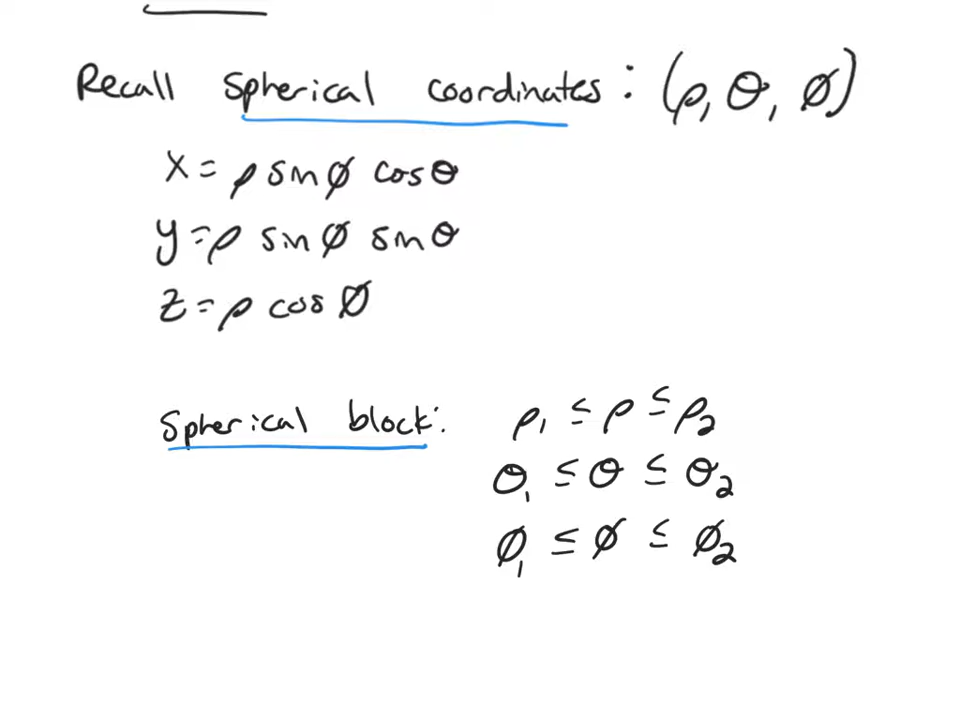 Recall Spherical coordinates : (ρ, θ, ϕ)
x = ρ sin ϕ cos θ
y = ρ sin ϕ sin θ
z = ρ cos ϕ
Spherical block: ρ₁ ≤ ρ ≤ ρ₂
θ₁ ≤ θ ≤ θ₂
ϕ₁ ≤ ϕ ≤ ϕ₂